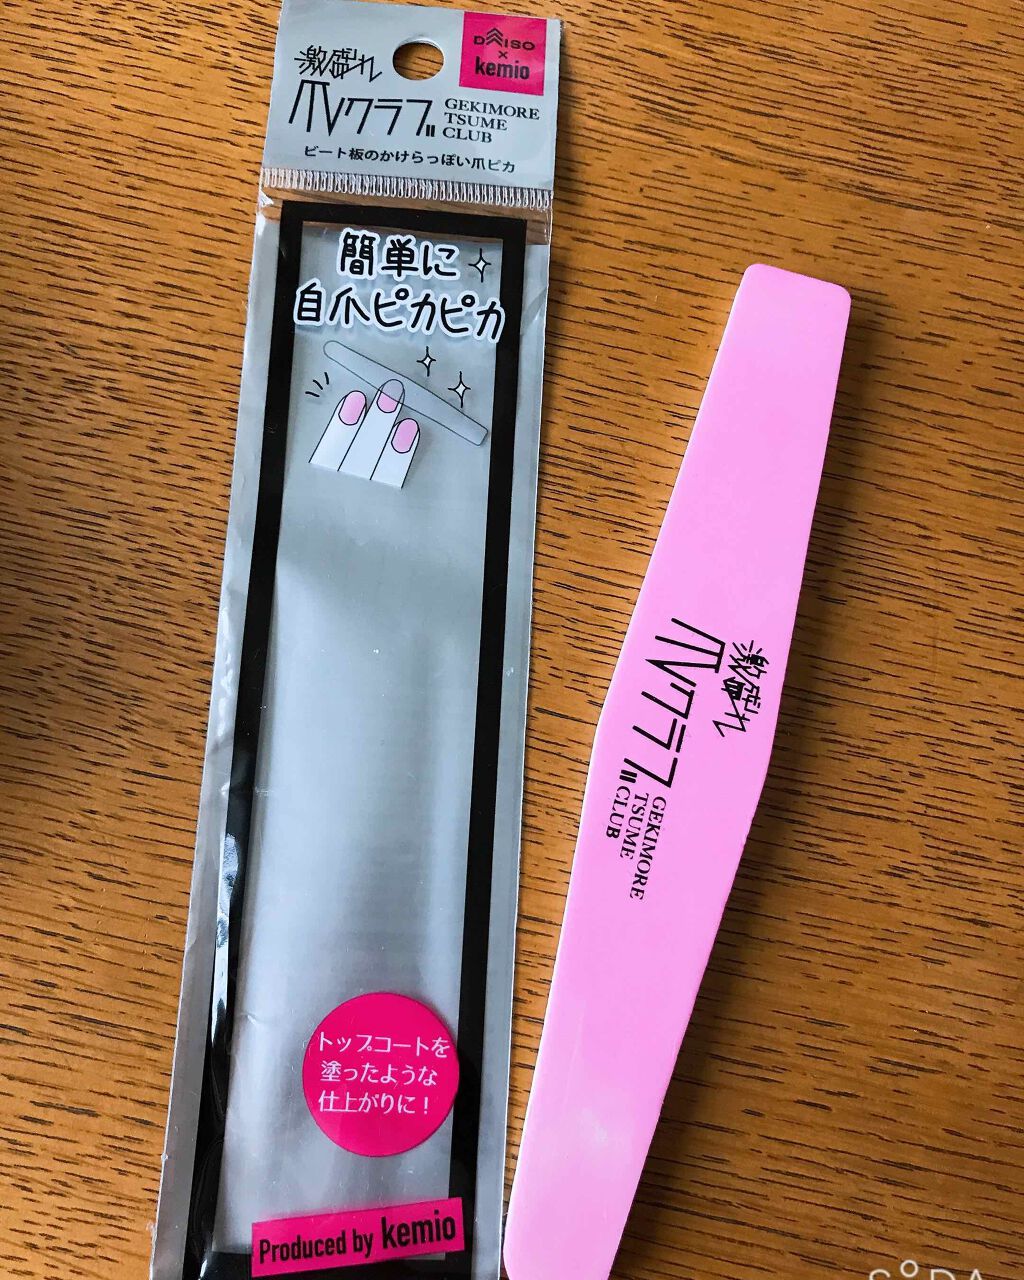 DAISO
×
kemio
激盛れ
爪クラブ
GEKIMORE
TSUME
CLUB
ビート板のかけらっぽい爪ピカ
簡単に
自爪ピカピカ
トップコートを
塗ったような
仕上がりに!
Produced by kemio
激盛れ
爪クラブ
GEKIMORE
TSUME
CLUB
SODA